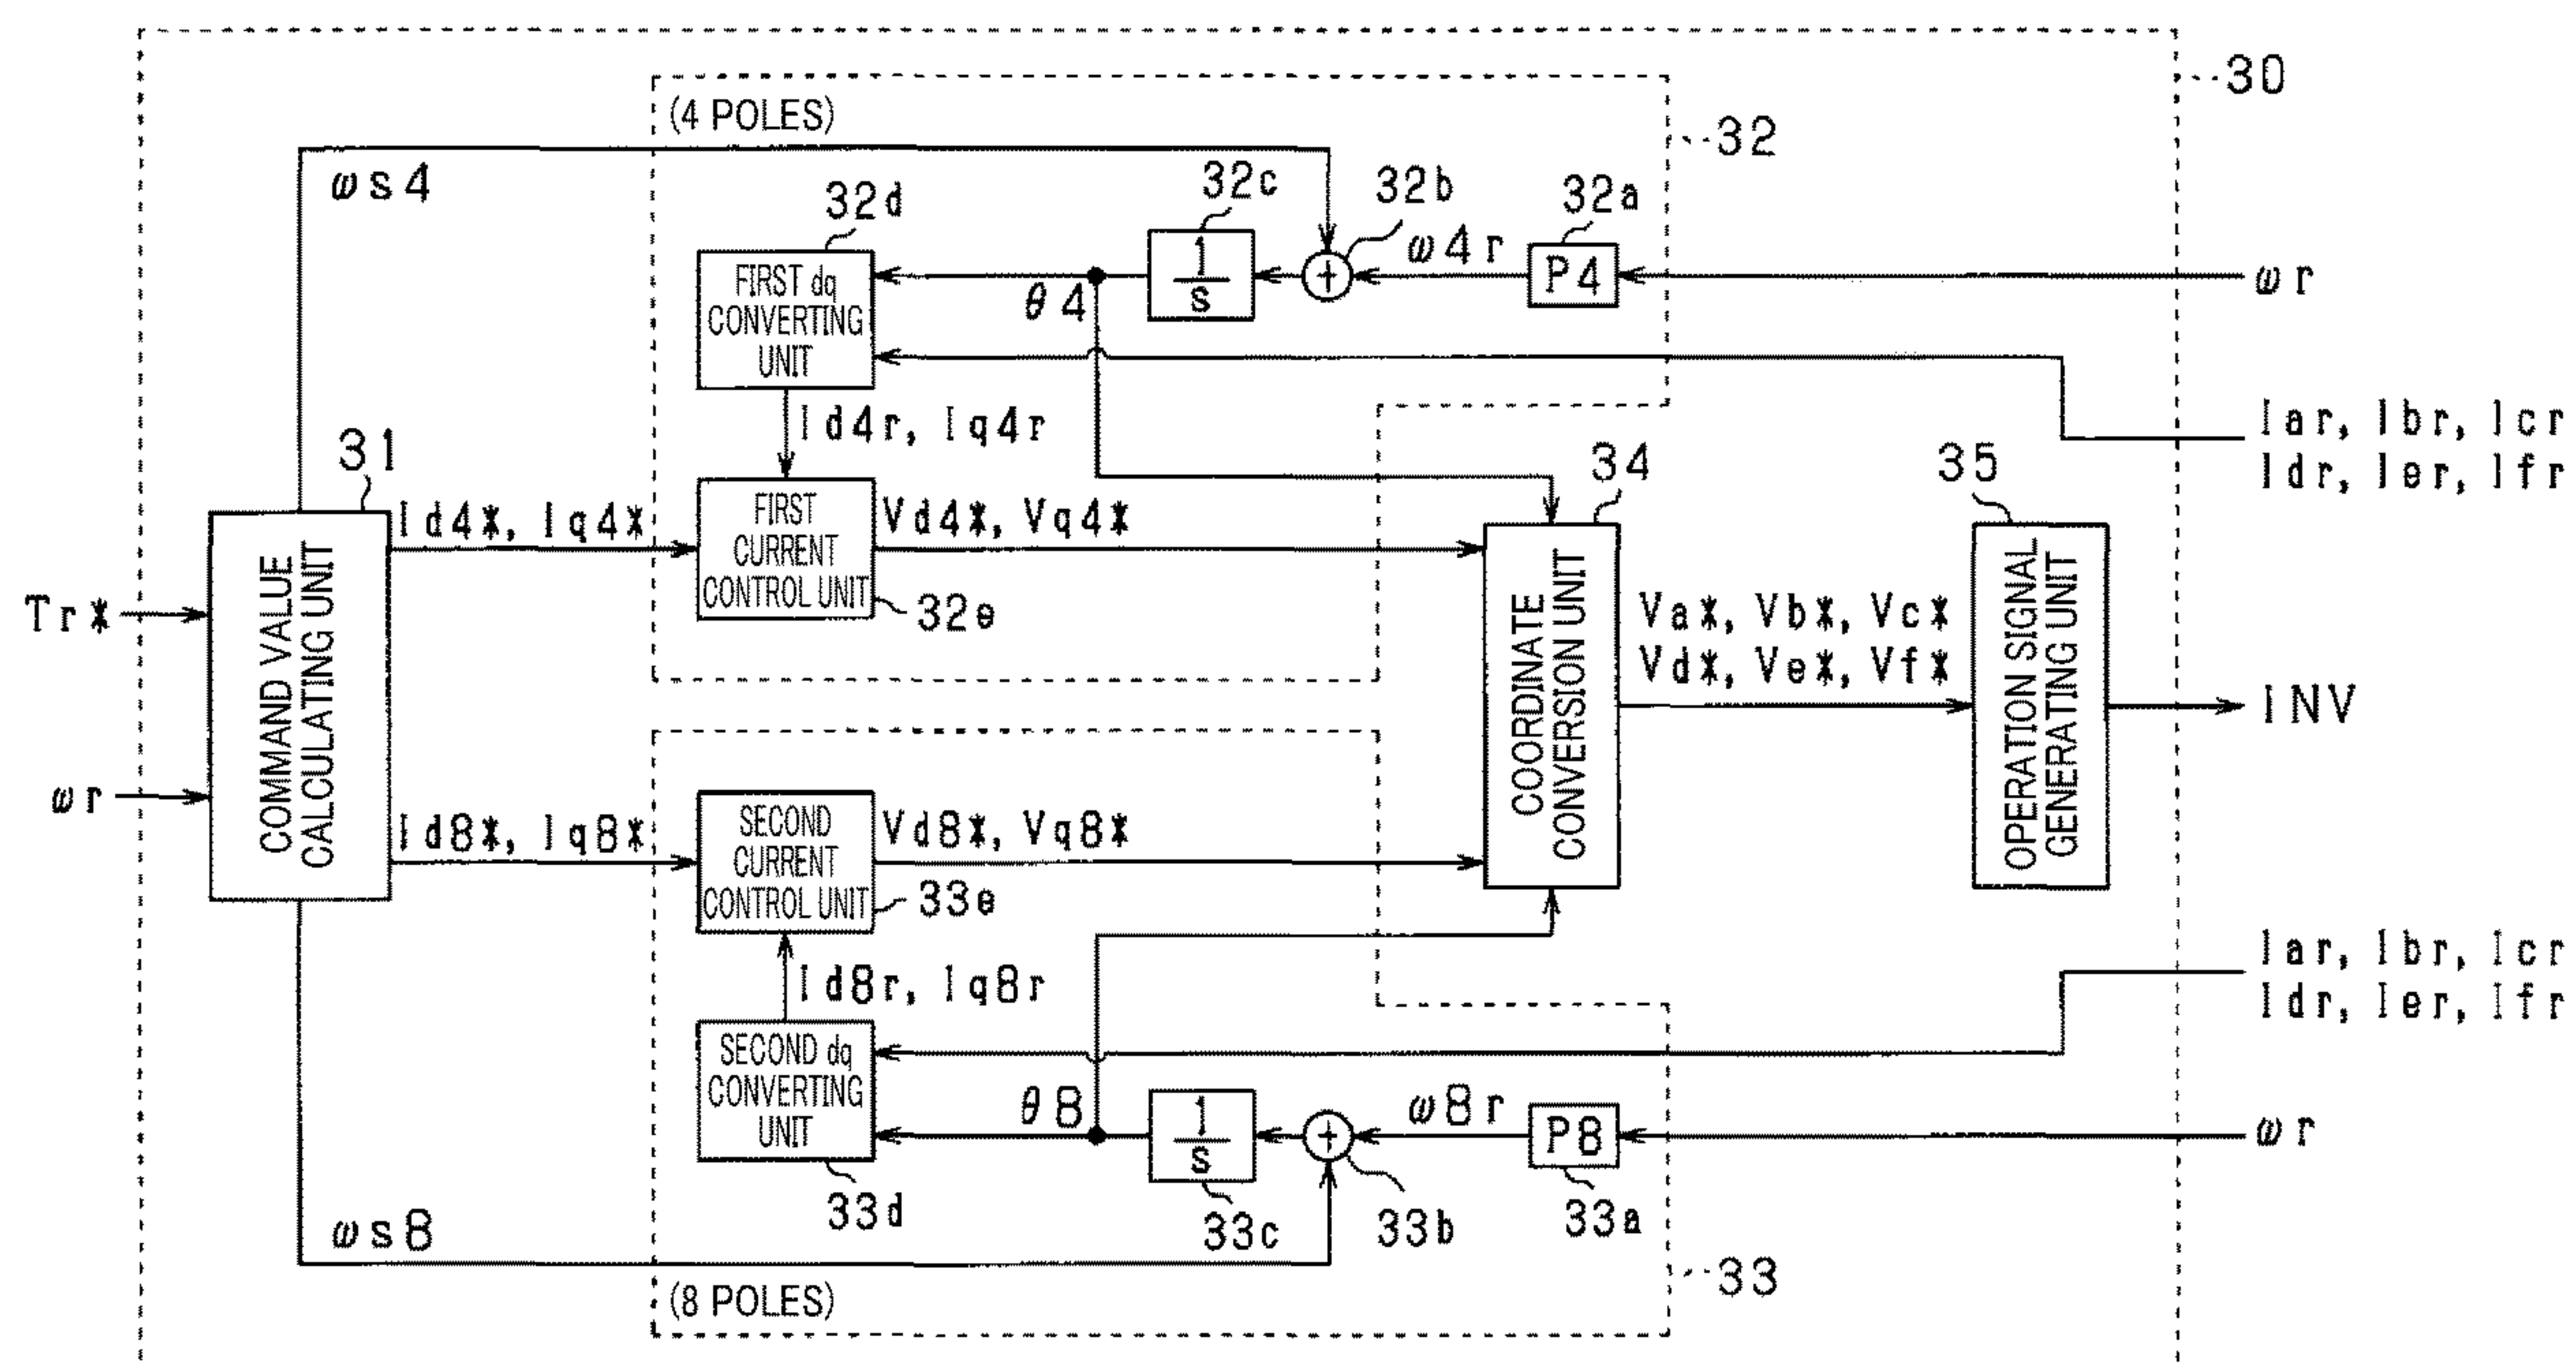 30
(4 POLES)
32
ωs4
32d
32c
32b
32a
FIRST dq
CONVERTING
UNIT
θ4
1
s
+
ω4r
P4
ωr
Id4r, Iq4r
Iar, Ibr, Icr
Idr, Ier, Ifr
31
COMMAND VALUE
CALCULATING UNIT
Tr*
ωr
Id4*, Iq4*
FIRST
CURRENT
CONTROL UNIT
32e
Vd4*, Vq4*
34
COORDINATE
CONVERSION UNIT
Va*, Vb*, Vc*
Vd*, Ve*, Vf*
35
OPERATION SIGNAL
GENERATING UNIT
INV
Id8*, Iq8*
SECOND
CURRENT
CONTROL UNIT
33e
Vd8*, Vq8*
Id8r, Iq8r
Iar, Ibr, Icr
Idr, Ier, Ifr
SECOND dq
CONVERTING
UNIT
33d
θ8
1
s
33c
+
33b
ω8r
P8
33a
ωr
ωs8
33
(8 POLES)